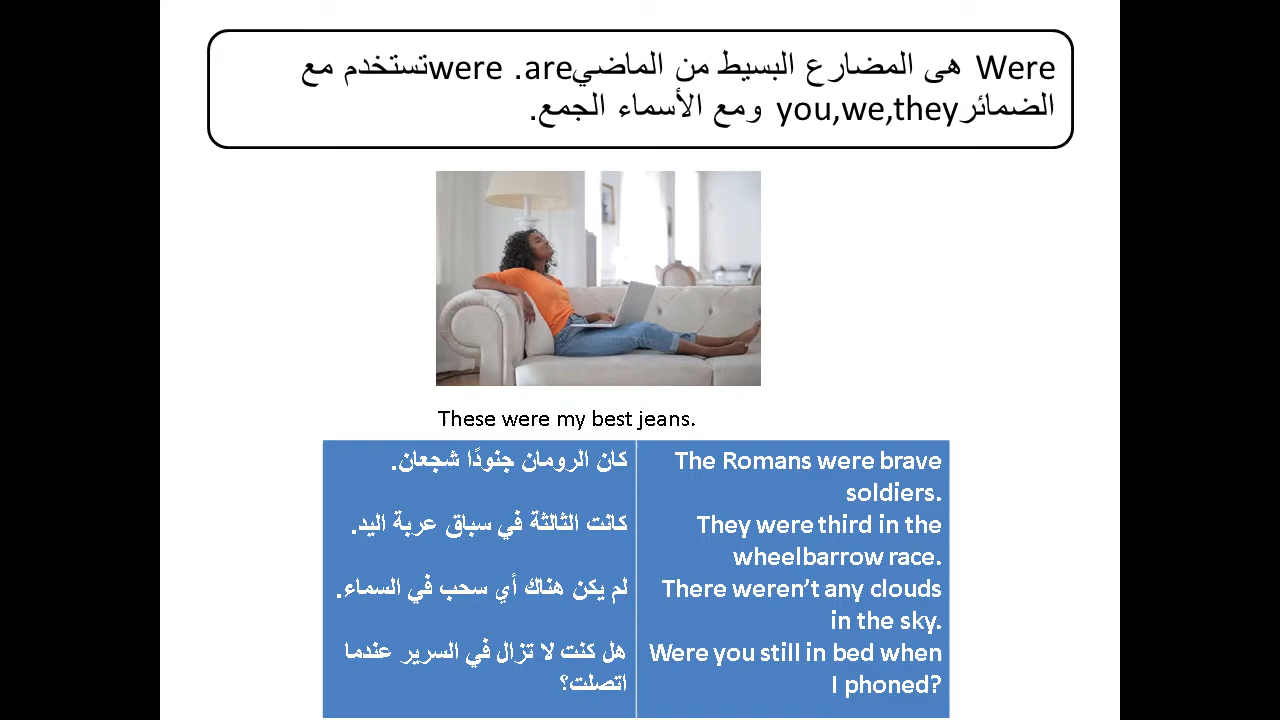 Were هى المضارع البسيط من الماضيwere .areتستخدم مع
الضمائرyou,we,they ومع الأسماء الجمع.
These were my best jeans.
The Romans were brave
soldiers.
كان الرومان جنودًا شجعان.
They were third in the
wheelbarrow race.
كانت الثالثة في سباق عربة اليد.
There weren’t any clouds
in the sky.
لم يكن هناك أي سحب في السماء.
Were you still in bed when
I phoned?
هل كنت لا تزال في السرير عندما
اتصلت؟